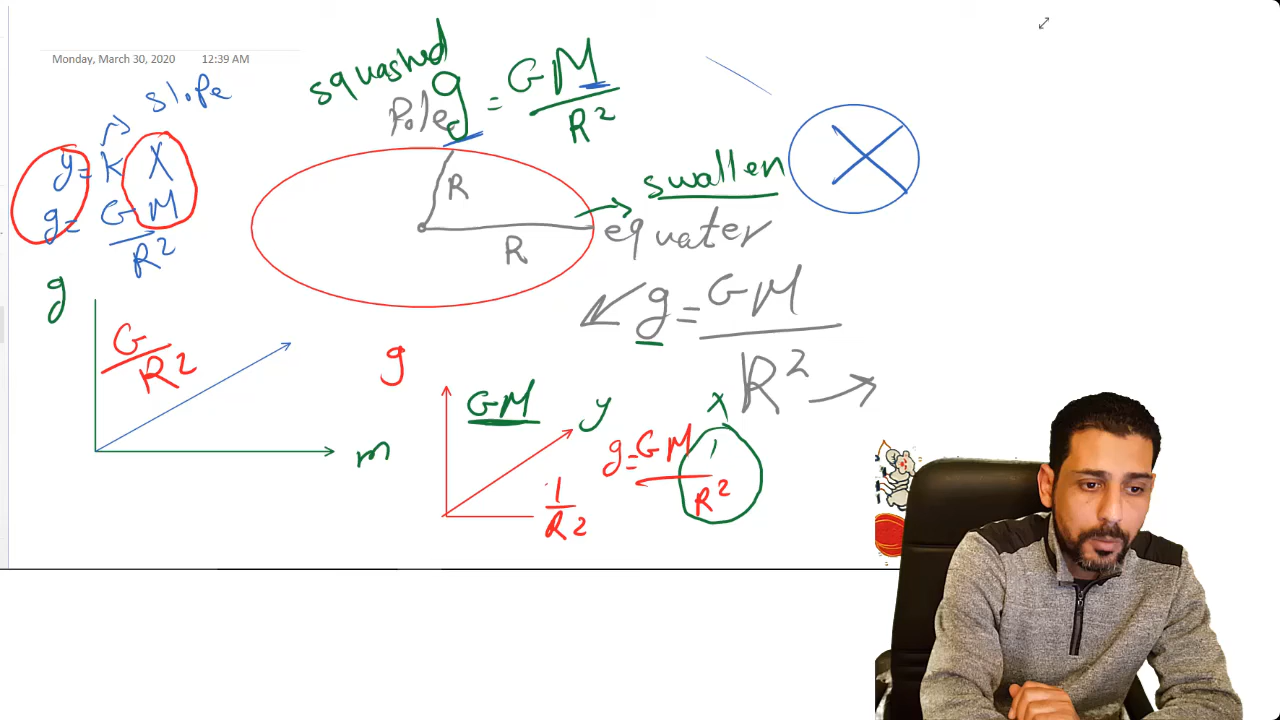 Monday, March 30, 2020 12:39 AM
slope
y = k X
g = G M
R²
squashed
Pole
g = GM
R²
R
R
swallen
equater
g = GM
R²
g
G
R²
m
g
GM
y
1
R²
X
g = GM 1
R²